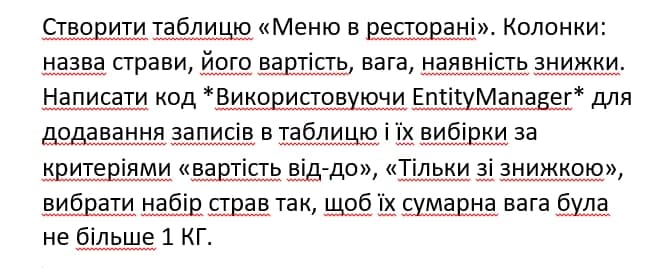 Створити таблицю «Меню в ресторані». Колонки:
назва страви, його вартість, вага, наявність знижки.
Написати код *Використовуючи EntityManager* для
додавання записів в таблицю і їх вибірки за
критеріями «вартість від-до», «Тільки зі знижкою»,
вибрати набір страв так, щоб їх сумарна вага була
не більше 1 КГ.